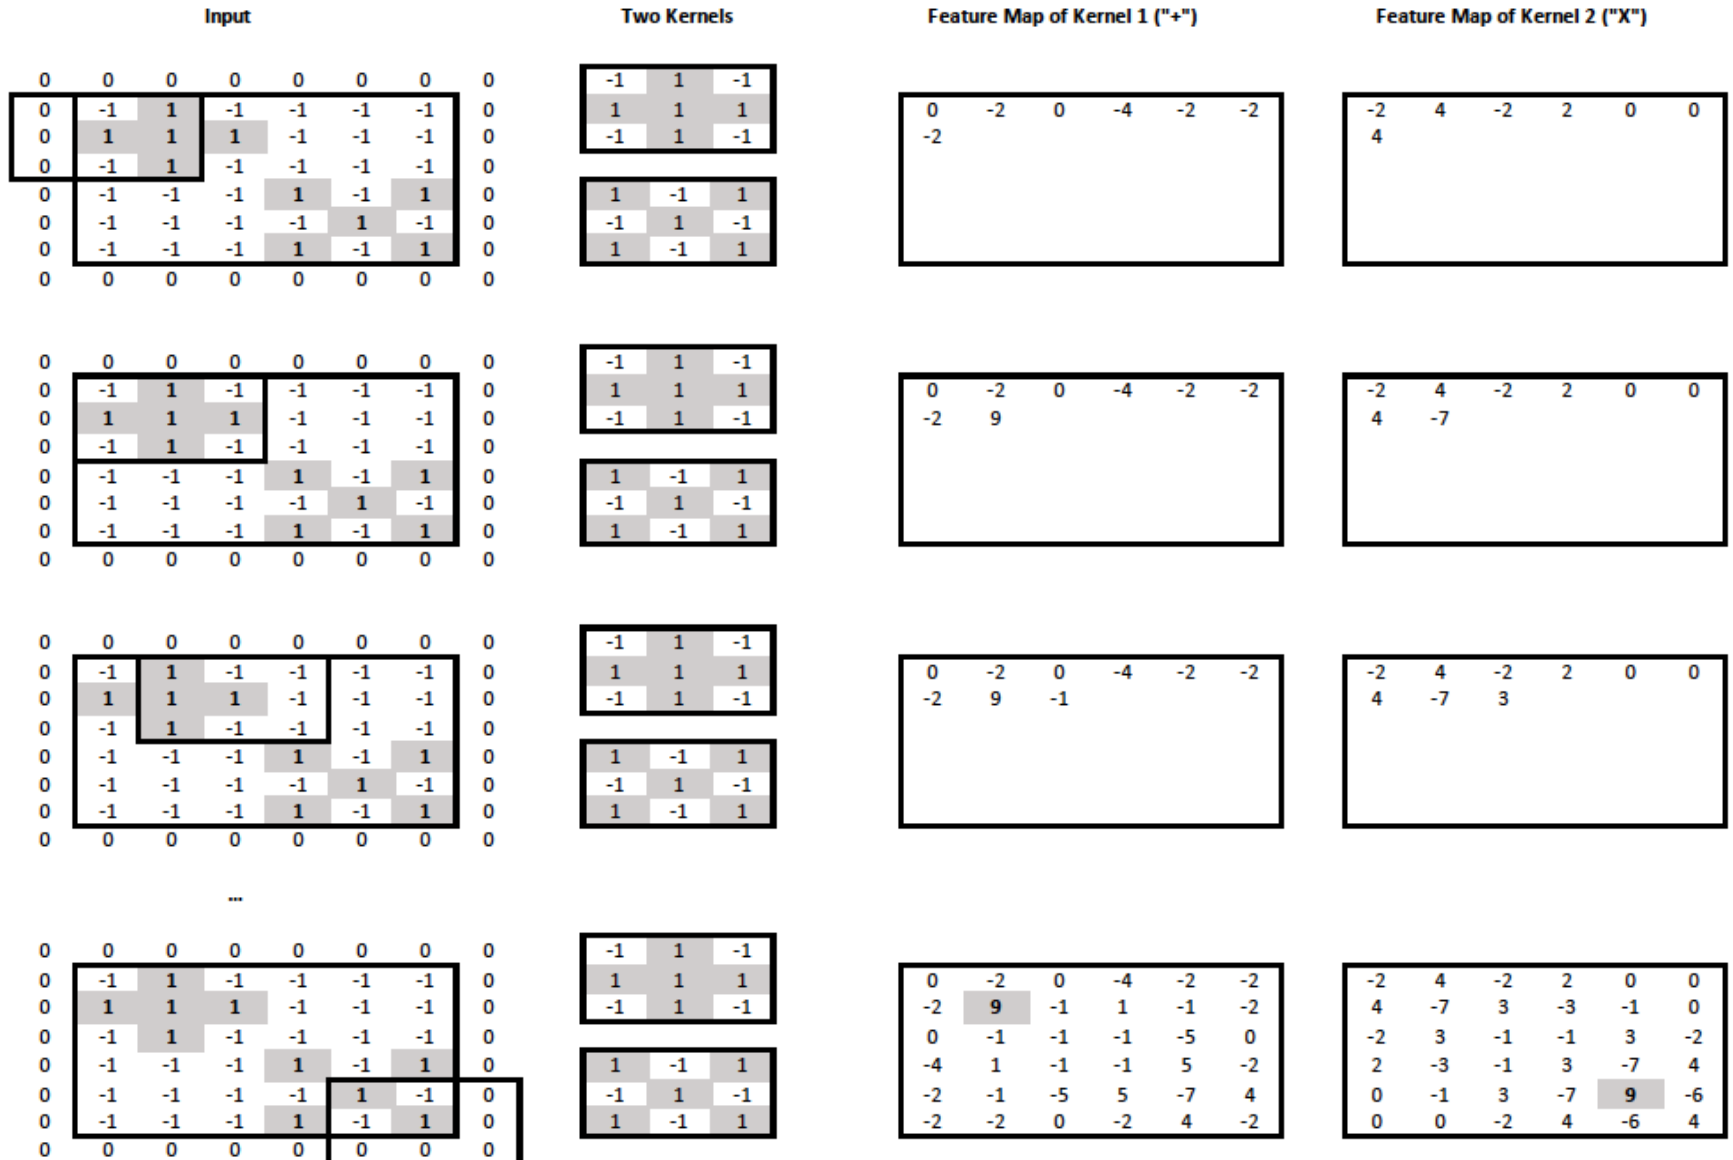 Input Two Kernels Feature Map of Kernel 1 ("+") Feature Map of Kernel 2 ("X")
0 0 0 0 0 0 0 0 -1 1 -1
0 -1 1 -1 -1 -1 -1 0 1 1 1 0 -2 0 -4 -2 -2 -2 4 -2 2 0 0
0 1 1 1 -1 -1 -1 0 -1 1 -1 -2 4
0 -1 1 -1 -1 -1 -1 0
0 -1 -1 -1 1 -1 1 0 1 -1 1
0 -1 -1 -1 -1 1 -1 0 -1 1 -1
0 -1 -1 -1 1 -1 1 0 1 -1 1
0 0 0 0 0 0 0 0
0 0 0 0 0 0 0 0 -1 1 -1
0 -1 1 -1 -1 -1 -1 0 1 1 1 0 -2 0 -4 -2 -2 -2 4 -2 2 0 0
0 1 1 1 -1 -1 -1 0 -1 1 -1 -2 9 4 -7
0 -1 1 -1 -1 -1 -1 0
0 -1 -1 -1 1 -1 1 0 1 -1 1
0 -1 -1 -1 -1 1 -1 0 -1 1 -1
0 -1 -1 -1 1 -1 1 0 1 -1 1
0 0 0 0 0 0 0 0
0 0 0 0 0 0 0 0 -1 1 -1
0 -1 1 -1 -1 -1 -1 0 1 1 1 0 -2 0 -4 -2 -2 -2 4 -2 2 0 0
0 1 1 1 -1 -1 -1 0 -1 1 -1 -2 9 -1 4 -7 3
0 -1 1 -1 -1 -1 -1 0
0 -1 -1 -1 1 -1 1 0 1 -1 1
0 -1 -1 -1 -1 1 -1 0 -1 1 -1
0 -1 -1 -1 1 -1 1 0 1 -1 1
0 0 0 0 0 0 0 0
...
0 0 0 0 0 0 0 0 -1 1 -1
0 -1 1 -1 -1 -1 -1 0 1 1 1 0 -2 0 -4 -2 -2 -2 4 -2 2 0 0
0 1 1 1 -1 -1 -1 0 -1 1 -1 -2 9 -1 1 -1 -2 4 -7 3 -3 -1 0
0 -1 1 -1 -1 -1 -1 0 0 -1 -1 -1 -5 0 -2 3 -1 -1 3 -2
0 -1 -1 -1 1 -1 1 0 1 -1 1 -4 1 -1 -1 5 -2 2 -3 -1 3 -7 4
0 -1 -1 -1 -1 1 -1 0 -1 1 -1 -2 -1 -5 5 -7 4 0 -1 3 -7 9 -6
0 -1 -1 -1 1 -1 1 0 1 -1 1 -2 -2 0 -2 4 -2 0 0 -2 4 -6 4
0 0 0 0 0 0 0 0